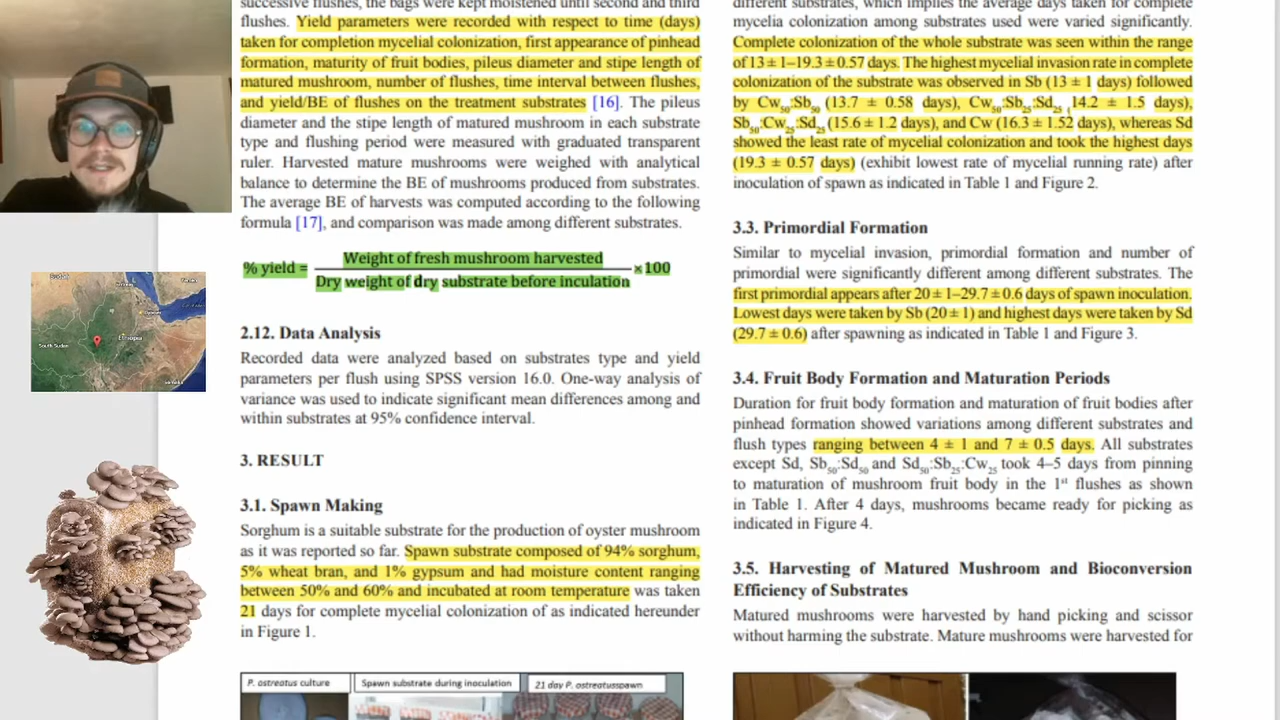 successive flushes, the bags were kept moistened until second and third
flushes. Yield parameters were recorded with respect to time (days)
taken for completion mycelial colonization, first appearance of pinhead
formation, maturity of fruit bodies, pileus diameter and stipe length of
matured mushroom, number of flushes, time interval between flushes,
and yield/BE of flushes on the treatment substrates [16]. The pileus
diameter and the stipe length of matured mushroom in each substrate
type and flushing period were measured with graduated transparent
ruler. Harvested mature mushrooms were weighed with analytical
balance to determine the BE of mushrooms produced from substrates.
The average BE of harvests was computed according to the following
formula [17], and comparison was made among different substrates.
% yield = Weight of fresh mushroom harvested ×100
Dry weight of dry substrate before inculation
2.12. Data Analysis
Recorded data were analyzed based on substrates type and yield
parameters per flush using SPSS version 16.0. One-way analysis of
variance was used to indicate significant mean differences among and
within substrates at 95% confidence interval.
3. RESULT
3.1. Spawn Making
Sorghum is a suitable substrate for the production of oyster mushroom
as it was reported so far. Spawn substrate composed of 94% sorghum,
5% wheat bran, and 1% gypsum and had moisture content ranging
between 50% and 60% and incubated at room temperature was taken
21 days for complete mycelial colonization of as indicated hereunder
in Figure 1.
P. ostreatus culture
Spawn substrate during inoculation
21 day P. ostreatusspawn
different substrates, which implies the average days taken for complete
mycelia colonization among substrates used were varied significantly.
Complete colonization of the whole substrate was seen within the range
of 13 ± 1–19.3 ± 0.57 days. The highest mycelial invasion rate in complete
colonization of the substrate was observed in Sb (13 ± 1 days) followed
by Cw50:Sb50 (13.7 ± 0.58 days), Cw50:Sb25:Sd25 (14.2 ± 1.5 days),
Sb50:Cw25:Sd25 (15.6 ± 1.2 days), and Cw (16.3 ± 1.52 days), whereas Sd
showed the least rate of mycelial colonization and took the highest days
(19.3 ± 0.57 days) (exhibit lowest rate of mycelial running rate) after
inoculation of spawn as indicated in Table 1 and Figure 2.
3.3. Primordial Formation
Similar to mycelial invasion, primordial formation and number of
primordial were significantly different among different substrates. The
first primordial appears after 20 ± 1–29.7 ± 0.6 days of spawn inoculation.
Lowest days were taken by Sb (20 ± 1) and highest days were taken by Sd
(29.7 ± 0.6) after spawning as indicated in Table 1 and Figure 3.
3.4. Fruit Body Formation and Maturation Periods
Duration for fruit body formation and maturation of fruit bodies after
pinhead formation showed variations among different substrates and
flush types ranging between 4 ± 1 and 7 ± 0.5 days. All substrates
except Sd, Sb50:Sd50 and Sd50:Sb25:Cw25 took 4–5 days from pinning
to maturation of mushroom fruit body in the 1st flushes as shown
in Table 1. After 4 days, mushrooms became ready for picking as
indicated in Figure 4.
3.5. Harvesting of Matured Mushroom and Bioconversion
Efficiency of Substrates
Matured mushrooms were harvested by hand picking and scissor
without harming the substrate. Mature mushrooms were harvested for
Sudan
Ethiopia
South Sudan